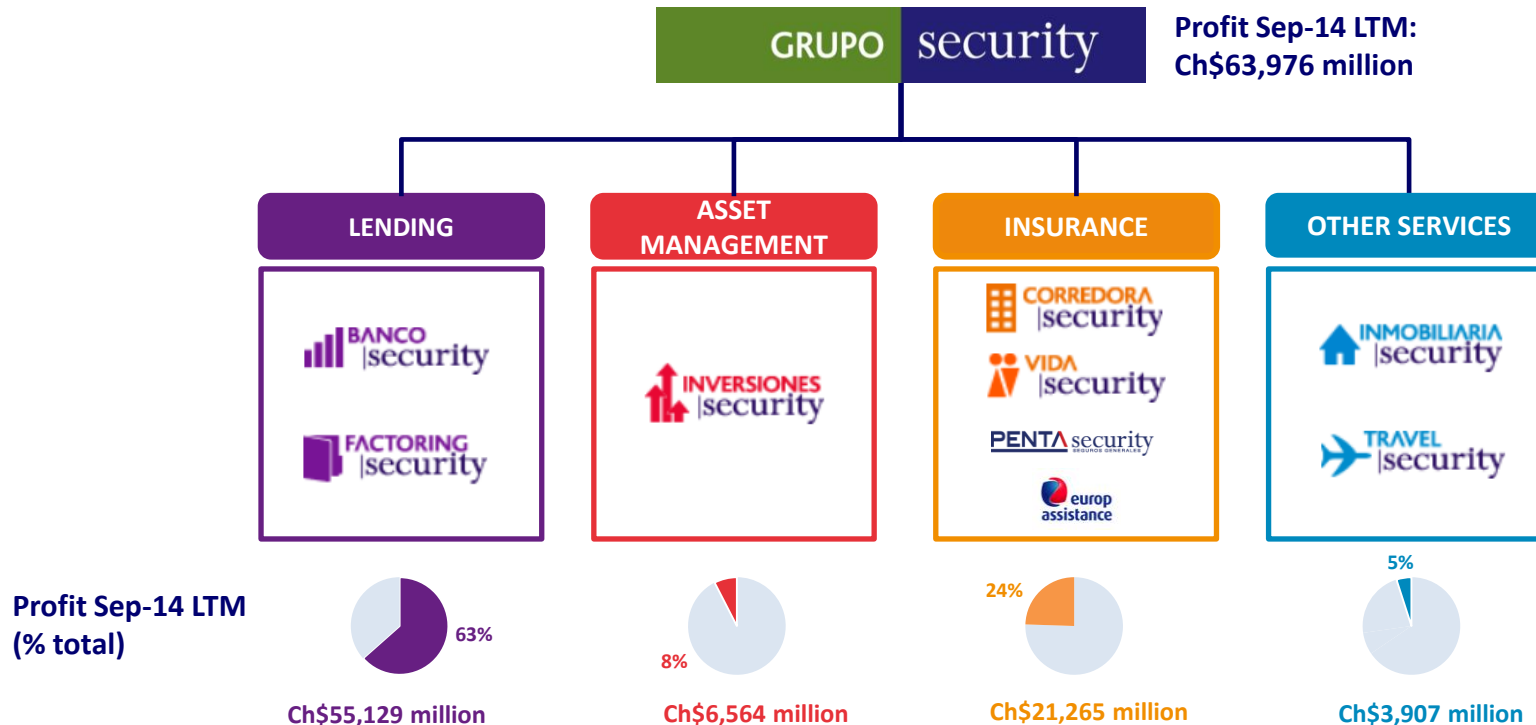 GRUPO security
Profit Sep-14 LTM:
Ch$63,976 million
LENDING
ASSET
MANAGEMENT
INSURANCE
OTHER SERVICES
BANCO
|security
FACTORING
|security
INVERSIONES
|security
CORREDORA
|security
VIDA
|security
PENTA security
SEGUROS GENERALES
europ
assistance
INMOBILIARIA
|security
TRAVEL
|security
Profit Sep-14 LTM
(% total)
63%
8%
24%
5%
Ch$55,129 million
Ch$6,564 million
Ch$21,265 million
Ch$3,907 million